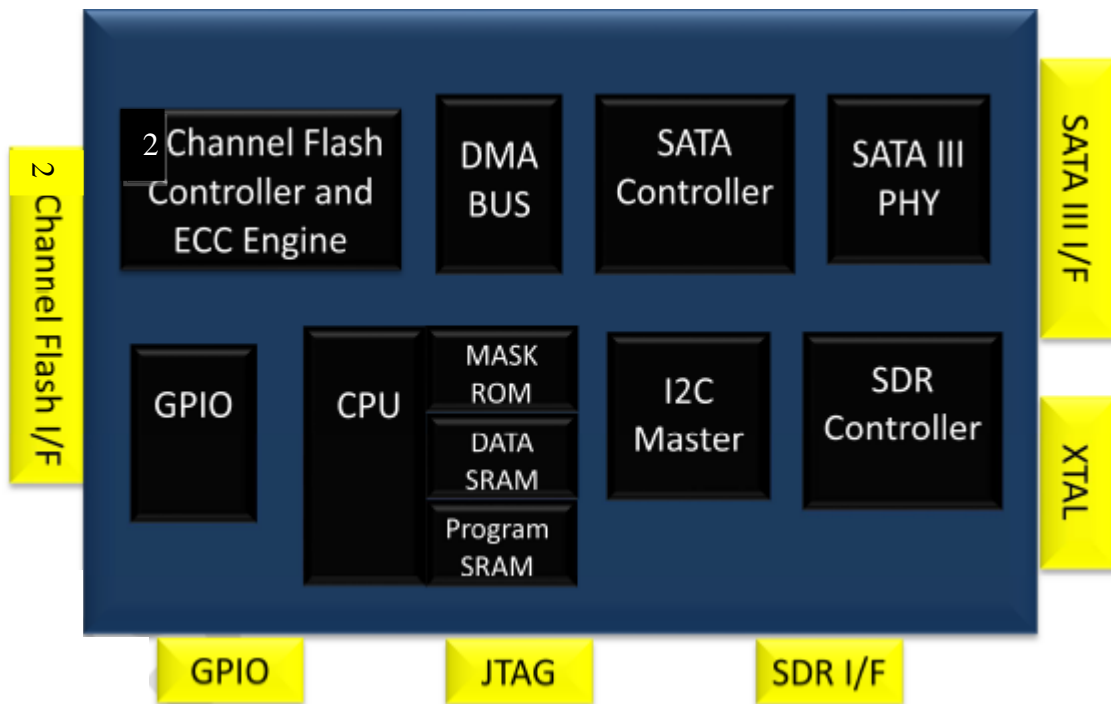 2 Channel Flash I/F
2 Channel Flash
Controller and
ECC Engine
DMA
BUS
SATA
Controller
SATA III
PHY
SATA III I/F
GPIO
CPU
MASK
ROM
DATA
SRAM
Program
SRAM
I2C
Master
SDR
Controller
XTAL
GPIO
JTAG
SDR I/F